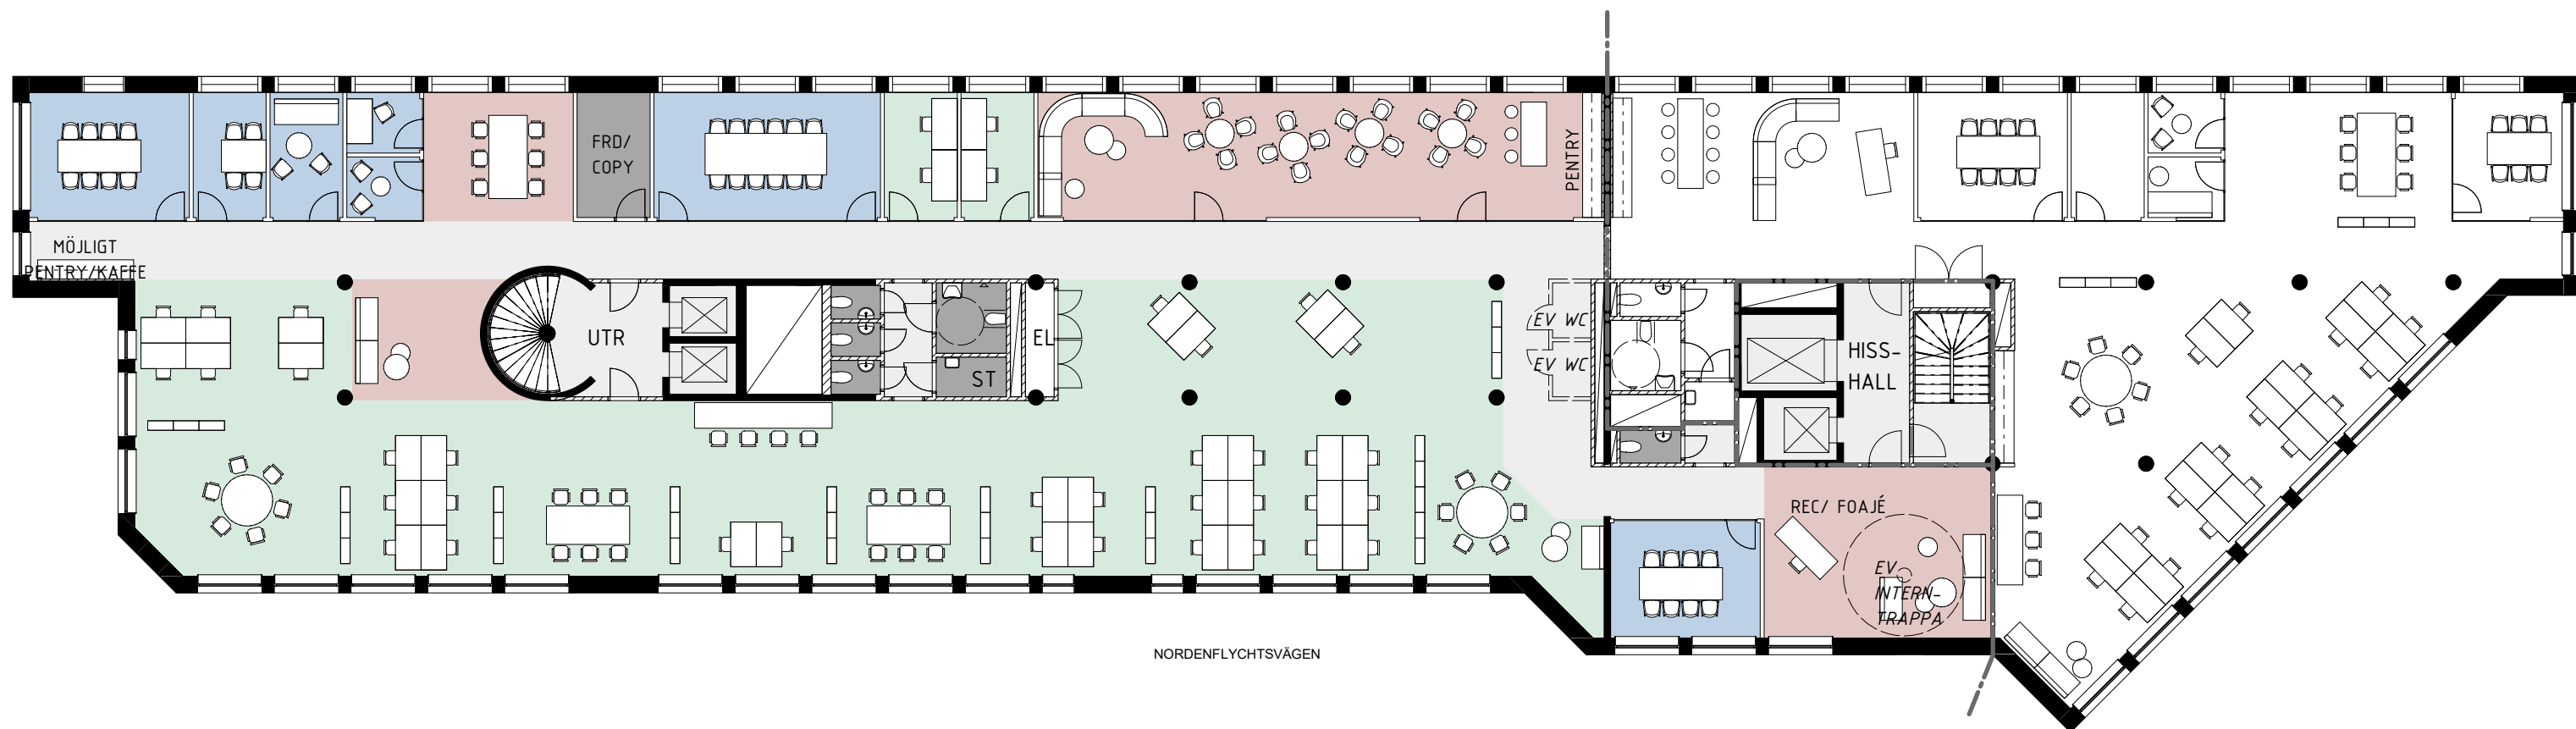 FRD/
COPY
PENTRY
MÖJLIGT
PENTRY/KAFFE
UTR
EL
ST
EV WC
EV WC
HISS-
HALL
REC/ FOAJÉ
EV
INTERN-
TRAPPA
NORDENFLYCHTSVÄGEN